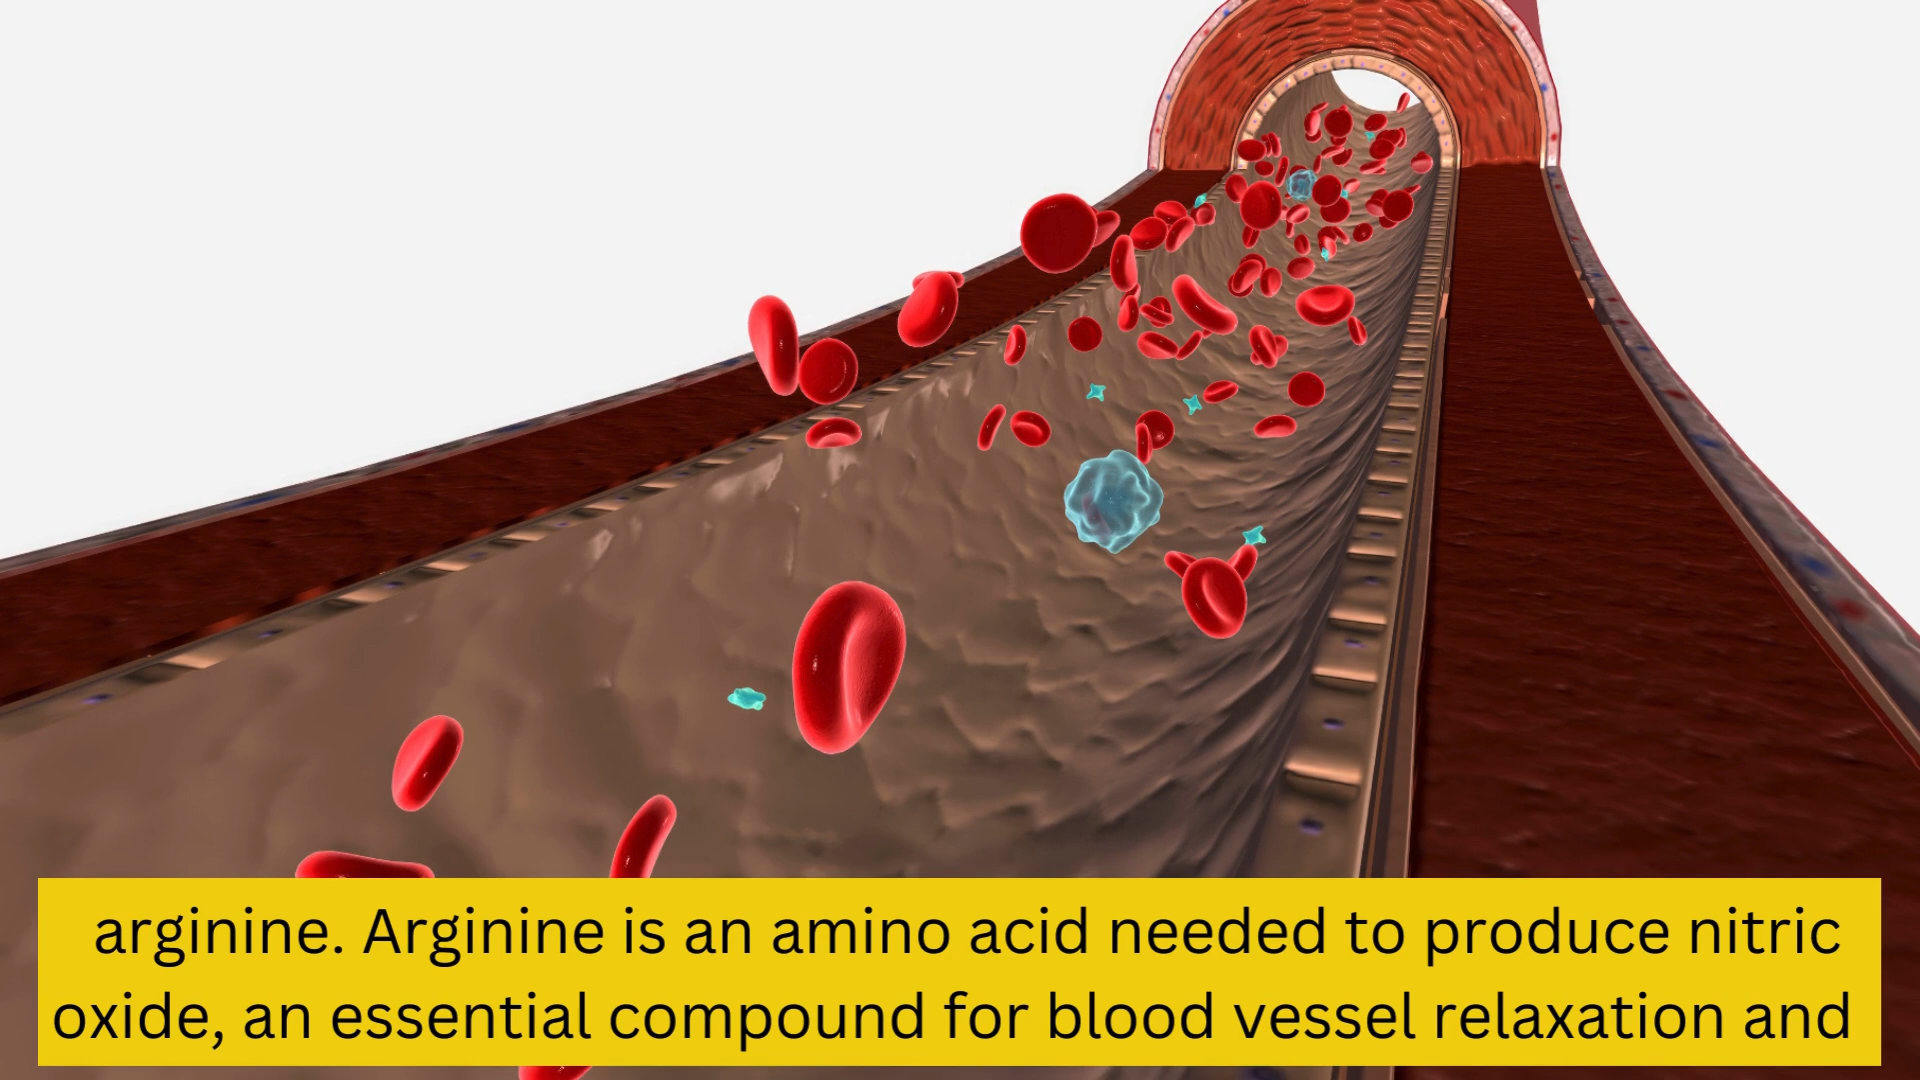 arginine. Arginine is an amino acid needed to produce nitric
oxide, an essential compound for blood vessel relaxation and